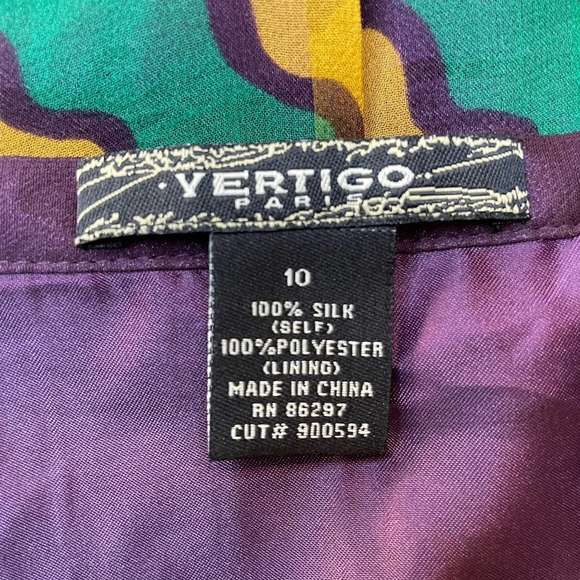 VERTIGO
PARIS
10
100% SILK
(SELF)
100%POLYESTER
(LINING)
MADE IN CHINA
RN 86297
CUT# 900594